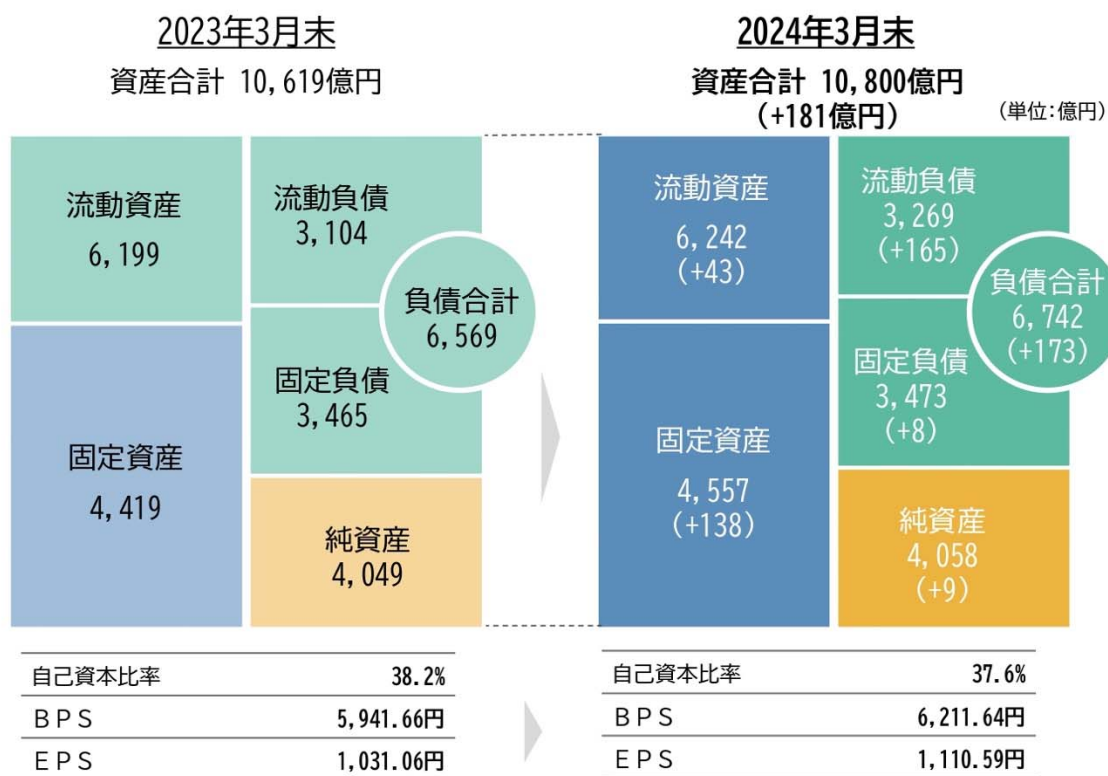 2023年3月末
資産合計 10,619億円
流動資産
6,199
固定資産
4,419
流動負債
3,104
負債合計
6,569
固定負債
3,465
純資産
4,049
自己資本比率 38.2%
BPS 5,941.66円
EPS 1,031.06円
2024年3月末
資産合計 10,800億円
(+181億円)
(単位:億円)
流動資産
6,242
(+43)
固定資産
4,557
(+138)
流動負債
3,269
(+165)
負債合計
6,742
(+173)
固定負債
3,473
(+8)
純資産
4,058
(+9)
自己資本比率 37.6%
BPS 6,211.64円
EPS 1,110.59円